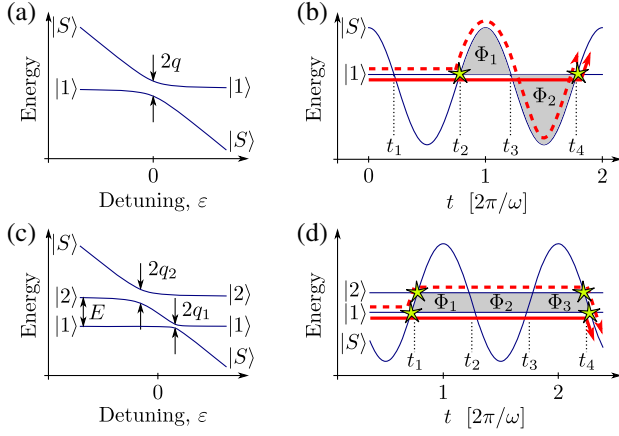 (a)
|S⟩
|1⟩
2q
|1⟩
|S⟩
Energy
0
Detuning, ε
(b)
|S⟩
|1⟩
Φ₁
Φ₂
t₁
t₂
t₃
t₄
Energy
0
1
2
t [2π/ω]
(c)
|S⟩
|2⟩
|1⟩
E
2q₂
2q₁
|2⟩
|1⟩
|S⟩
Energy
0
Detuning, ε
(d)
|2⟩
|1⟩
|S⟩
Φ₁
Φ₂
Φ₃
t₁
t₂
t₃
t₄
Energy
1
2
t [2π/ω]